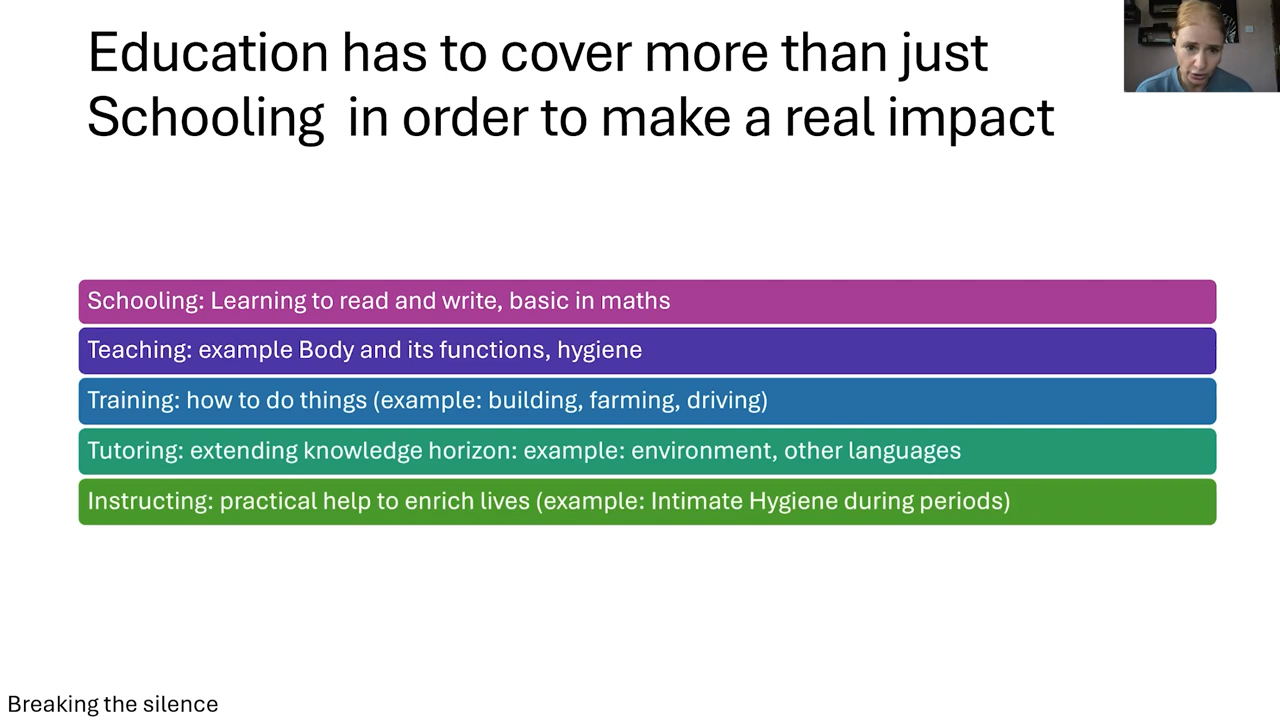 Education has to cover more than just
Schooling  in order to make a real impact
Schooling: Learning to read and write, basic in maths
Teaching: example Body and its functions, hygiene
Training: how to do things (example: building, farming, driving)
Tutoring: extending knowledge horizon: example: environment, other languages
Instructing: practical help to enrich lives (example: Intimate Hygiene during periods)
Breaking the silence